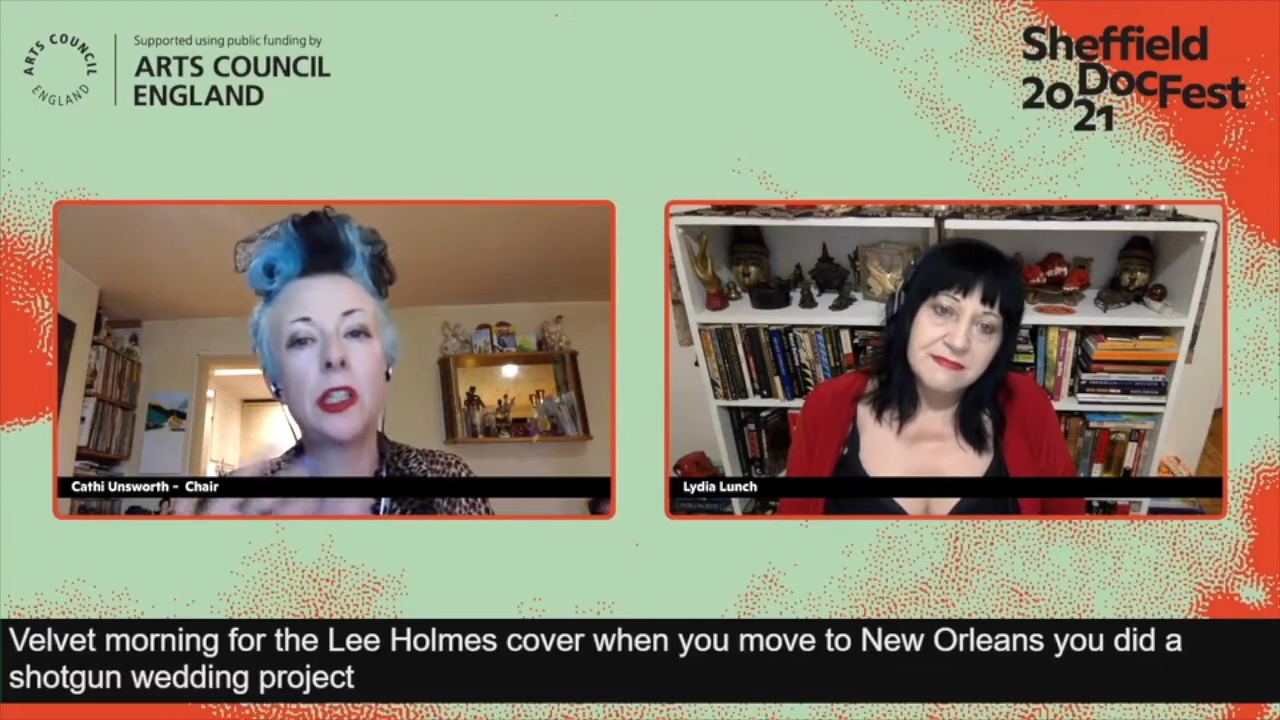 ARTS COUNCIL
ENGLAND
Supported using public funding by
ARTS COUNCIL
ENGLAND
Sheffield
DocFest
2021
Cathi Unsworth - Chair
Lydia Lunch
Velvet morning for the Lee Holmes cover when you move to New Orleans you did a
shotgun wedding project